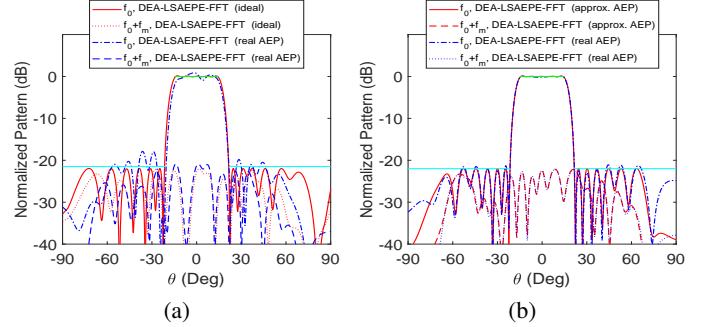 f0, DEA-LSAEPE-FFT (ideal)
f0+fm, DEA-LSAEPE-FFT (ideal)
f0, DEA-LSAEPE-FFT (real AEP)
f0+fm, DEA-LSAEPE-FFT (real AEP)
Normalized Pattern (dB)
0
-10
-20
-30
-40
-90 -60 -30 0 30 60 90
θ (Deg)
(a)
f0, DEA-LSAEPE-FFT (approx. AEP)
f0+fm, DEA-LSAEPE-FFT (approx. AEP)
f0, DEA-LSAEPE-FFT (real AEP)
f0+fm, DEA-LSAEPE-FFT (real AEP)
Normalized Pattern (dB)
0
-10
-20
-30
-40
-90 -60 -30 0 30 60 90
θ (Deg)
(b)